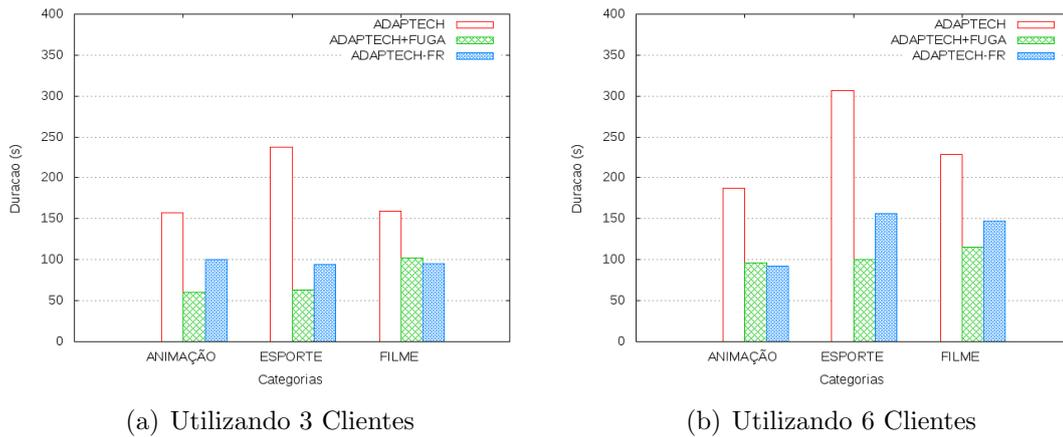 400
350
300
250
200
150
100
50
0
Duracao (s)
ADAPTECH
ADAPTECH+FUGA
ADAPTECH-FR
ANIMAÇÃO ESPORTE FILME
Categorias
(a) Utilizando 3 Clientes
400
350
300
250
200
150
100
50
0
Duracao (s)
ADAPTECH
ADAPTECH+FUGA
ADAPTECH-FR
ANIMAÇÃO ESPORTE FILME
Categorias
(b) Utilizando 6 Clientes